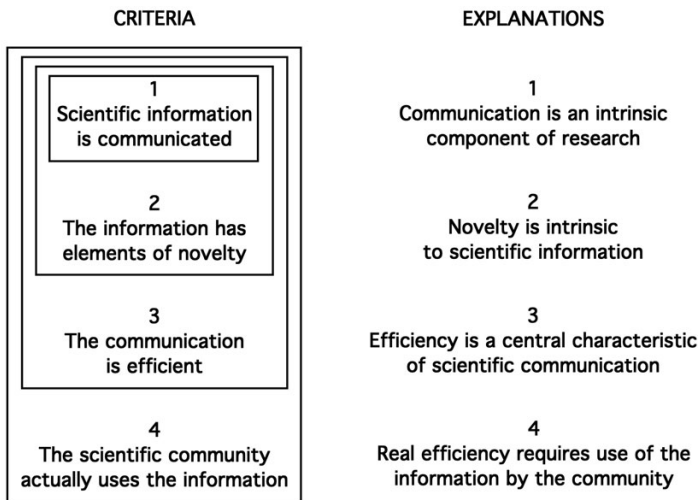 CRITERIA
1
Scientific information
is communicated
2
The information has
elements of novelty
3
The communication
is efficient
4
The scientific community
actually uses the information
EXPLANATIONS
1
Communication is an intrinsic
component of research
2
Novelty is intrinsic
to scientific information
3
Efficiency is a central characteristic
of scientific communication
4
Real efficiency requires use of the
information by the community